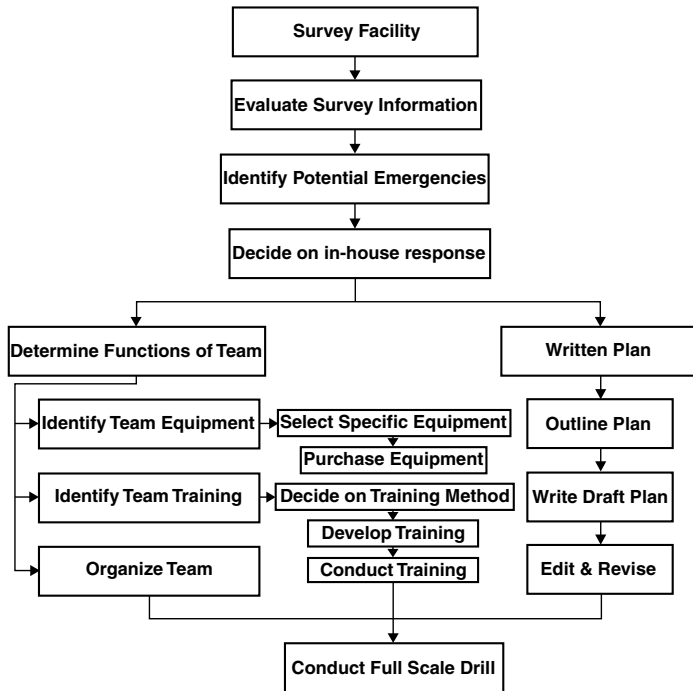 Survey Facility
Evaluate Survey Information
Identify Potential Emergencies
Decide on in-house response
Determine Functions of Team
Written Plan
Identify Team Equipment
Select Specific Equipment
Outline Plan
Purchase Equipment
Identify Team Training
Decide on Training Method
Write Draft Plan
Develop Training
Organize Team
Conduct Training
Edit & Revise
Conduct Full Scale Drill